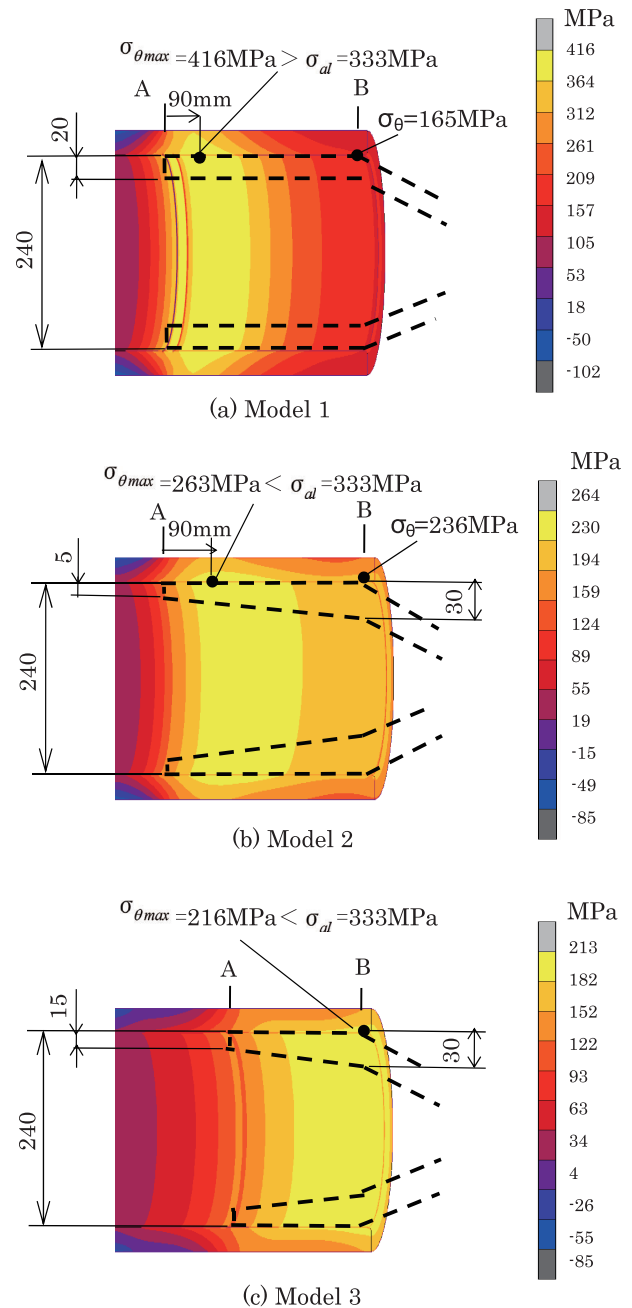 MPa
416
364
312
261
209
157
105
53
18
-50
-102
σθmax=416MPa > σal=333MPa
A
90mm
B
σθ=165MPa
20
240
(a) Model 1
MPa
264
230
194
159
124
89
55
19
-15
-49
-85
σθmax=263MPa< σal=333MPa
A
90mm
B
σθ=236MPa
5
30
240
(b) Model 2
MPa
213
182
152
122
93
63
34
4
-26
-55
-85
σθmax=216MPa< σal=333MPa
A
B
15
30
240
(c) Model 3